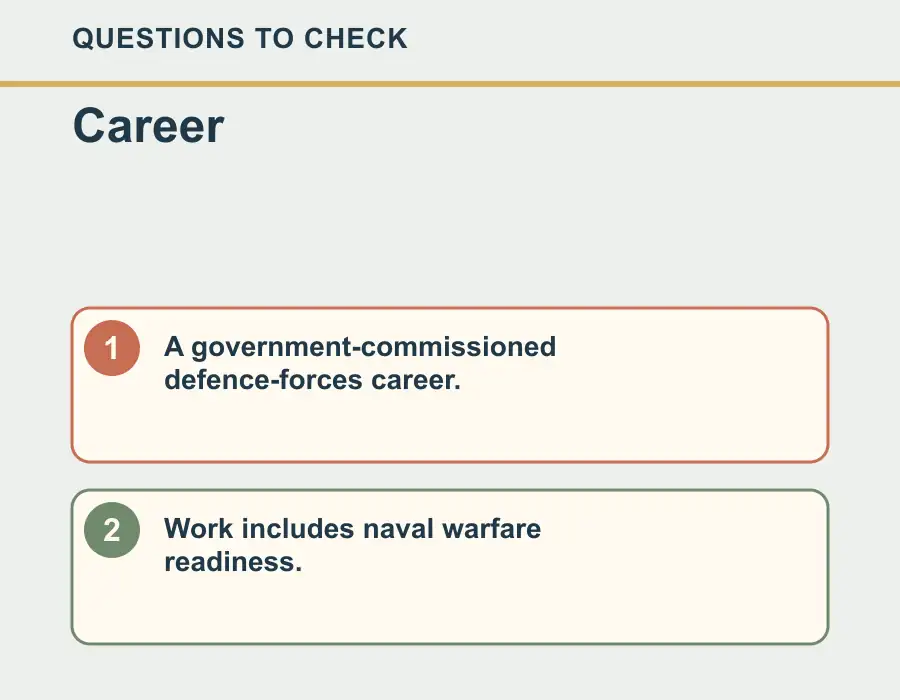 QUESTIONS TO CHECK
Career
1
A government-commissioned
defence-forces career.
2
Work includes naval warfare
readiness.